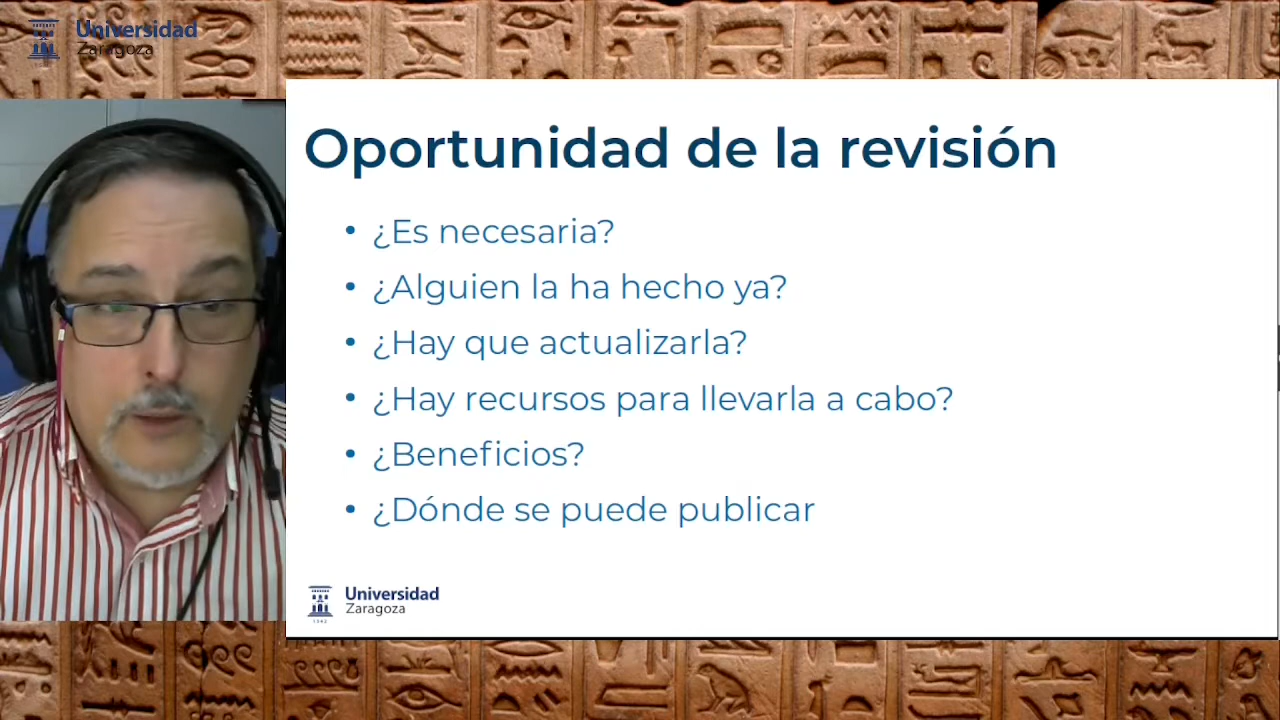 Universidad
Zaragoza
Oportunidad de la revisión
• ¿Es necesaria?
• ¿Alguien la ha hecho ya?
• ¿Hay que actualizarla?
• ¿Hay recursos para llevarla a cabo?
• ¿Beneficios?
• ¿Dónde se puede publicar
Universidad
Zaragoza
1542